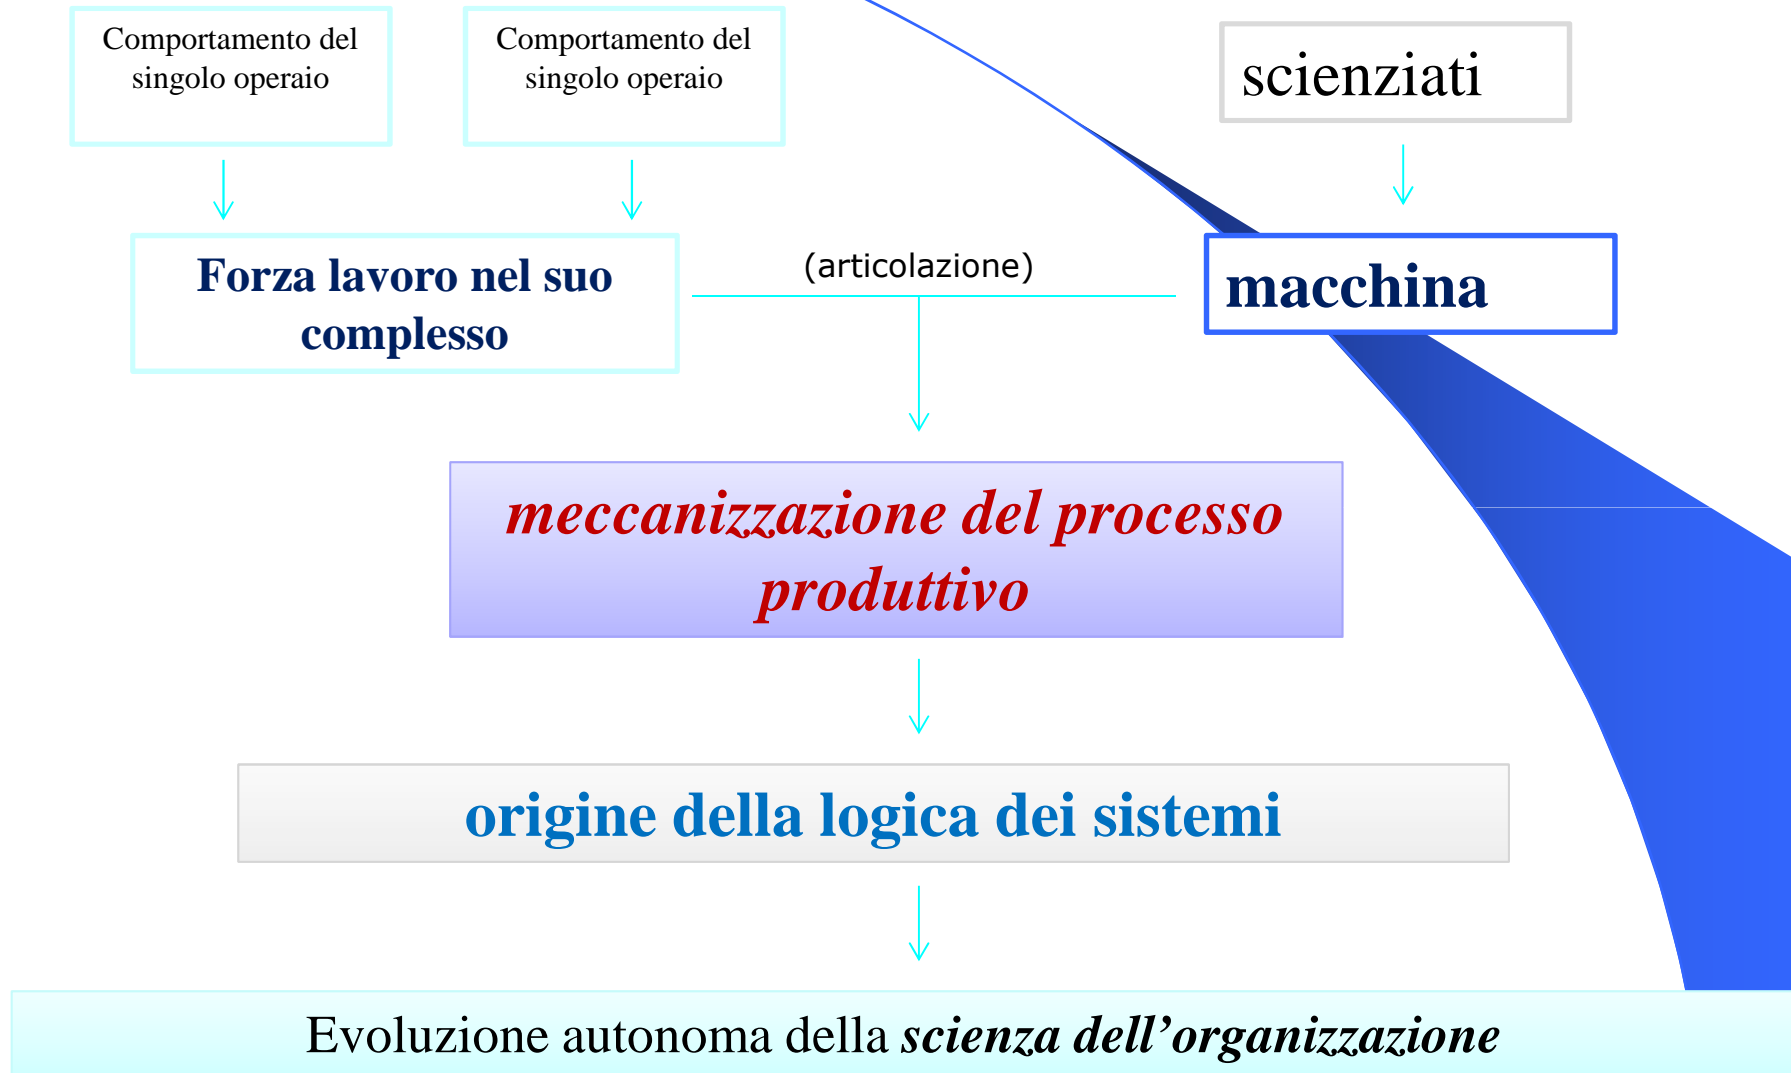 Comportamento del
singolo operaio
Comportamento del
singolo operaio
scienziati
Forza lavoro nel suo
complesso
(articolazione)
macchina
meccanizzazione del processo
produttivo
origine della logica dei sistemi
Evoluzione autonoma della scienza dell’organizzazione